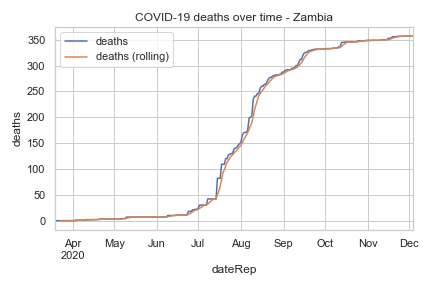 COVID-19 deaths over time - Zambia
deaths
deaths (rolling)
350
300
250
200
150
100
50
0
deaths
Apr May Jun Jul Aug Sep Oct Nov Dec
2020
dateRep